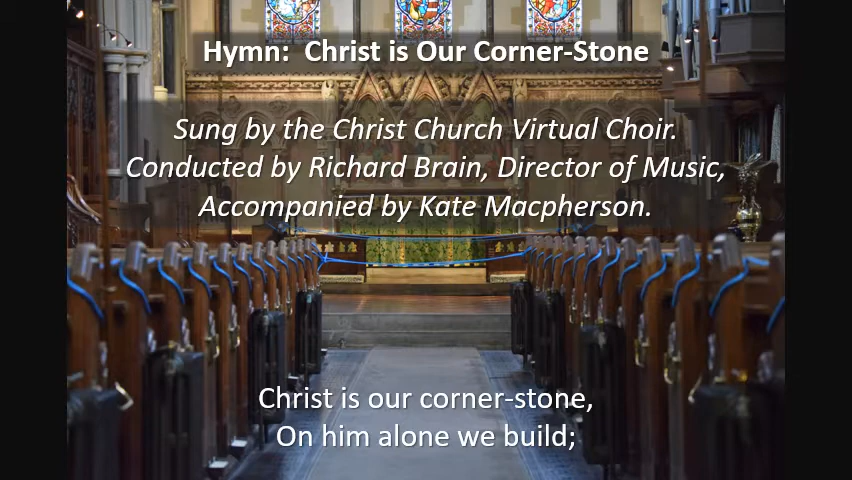 Hymn:  Christ is Our Corner-Stone
Sung by the Christ Church Virtual Choir.
Conducted by Richard Brain, Director of Music,
Accompanied by Kate Macpherson.
Christ is our corner-stone,
On him alone we build;